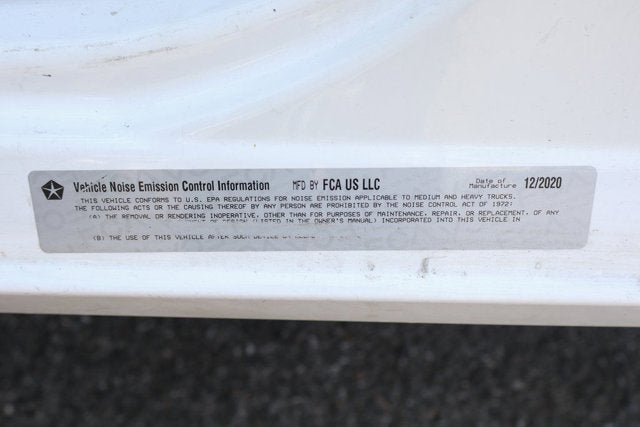 Vehicle Noise Emission Control Information MFD BY FCA US LLC Date of Manufacture 12/2020
THIS VEHICLE CONFORMS TO U.S. EPA REGULATIONS FOR NOISE EMISSION APPLICABLE TO MEDIUM AND HEAVY TRUCKS.
THE FOLLOWING ACTS OR THE CAUSING THEREOF BY ANY PERSON ARE PROHIBITED BY THE NOISE CONTROL ACT OF 1972:
(A) THE REMOVAL OR RENDERING INOPERATIVE, OTHER THAN FOR PURPOSES OF MAINTENANCE, REPAIR, OR REPLACEMENT, OF ANY
OF DESIGN (LISTED IN THE OWNER'S MANUAL) INCORPORATED INTO THIS VEHICLE IN
(B) THE USE OF THIS VEHICLE AFTER SUCH DEVICE OR